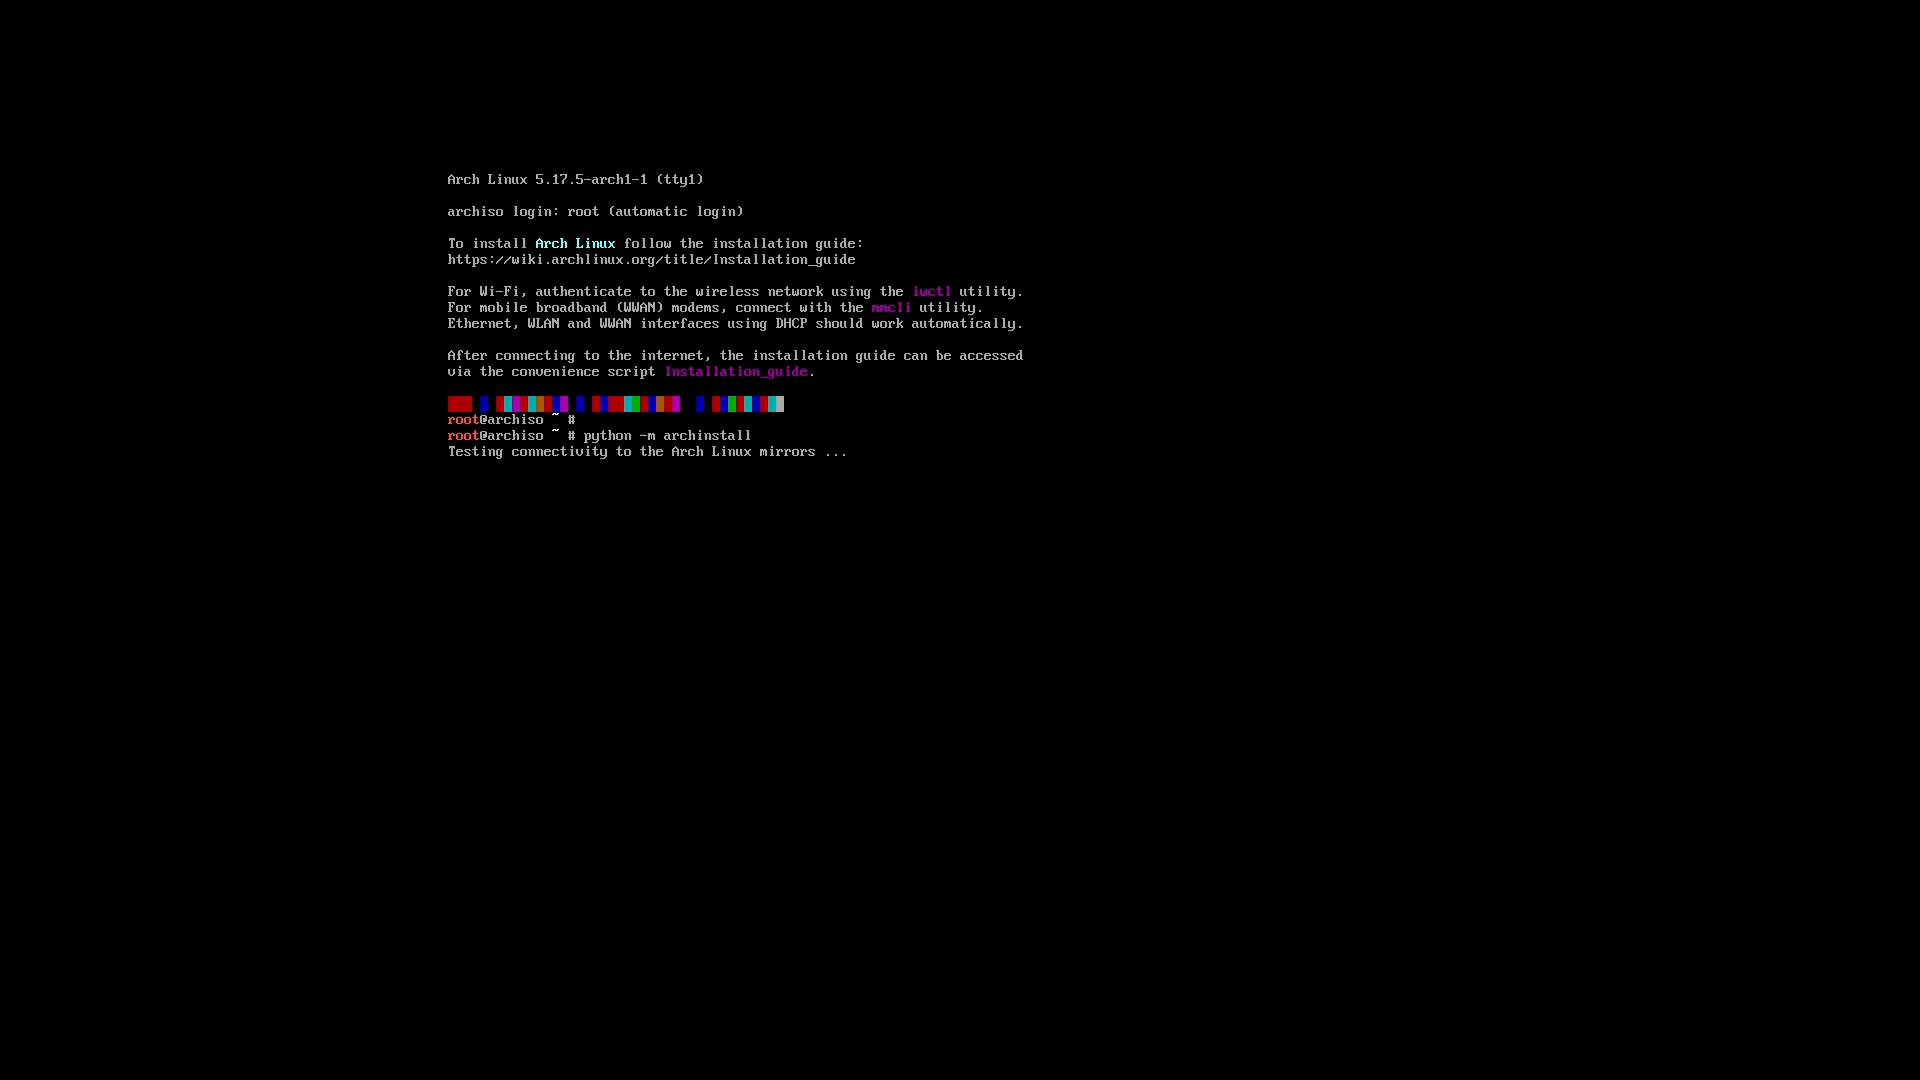 Arch Linux 5.17.5-arch1-1 (tty1)
archiso login: root (automatic login)
To install Arch Linux follow the installation guide:
https://wiki.archlinux.org/title/Installation_guide
For Wi-Fi, authenticate to the wireless network using the iwctl utility.
For mobile broadband (WWAN) modems, connect with the mmcli utility.
Ethernet, WLAN and WWAN interfaces using DHCP should work automatically.
After connecting to the internet, the installation guide can be accessed
via the convenience script Installation_guide.
root@archiso ~ #
root@archiso ~ # python -m archinstall
Testing connectivity to the Arch Linux mirrors ...